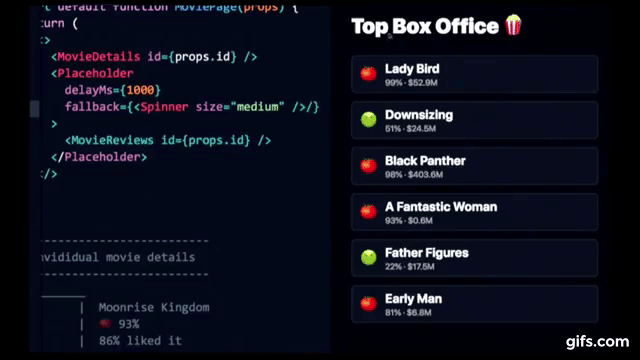 t default function MoviePage(props) {
turn (
>
<MovieDetails id={props.id} />
<Placeholder
delayMs={1000}
fallback={<Spinner size="medium" />/}
>
<MovieReviews id={props.id} />
</Placeholder>
</>
---------------------------
vididual movie details
---------------------------
| Moonrise Kingdom
| 93%
| 86% liked it
Top Box Office
Lady Bird
99% · $52.9M
Downsizing
51% · $24.5M
Black Panther
98% · $403.6M
A Fantastic Woman
93% · $0.6M
Father Figures
22% · $17.5M
Early Man
81% · $6.8M
gifs.com